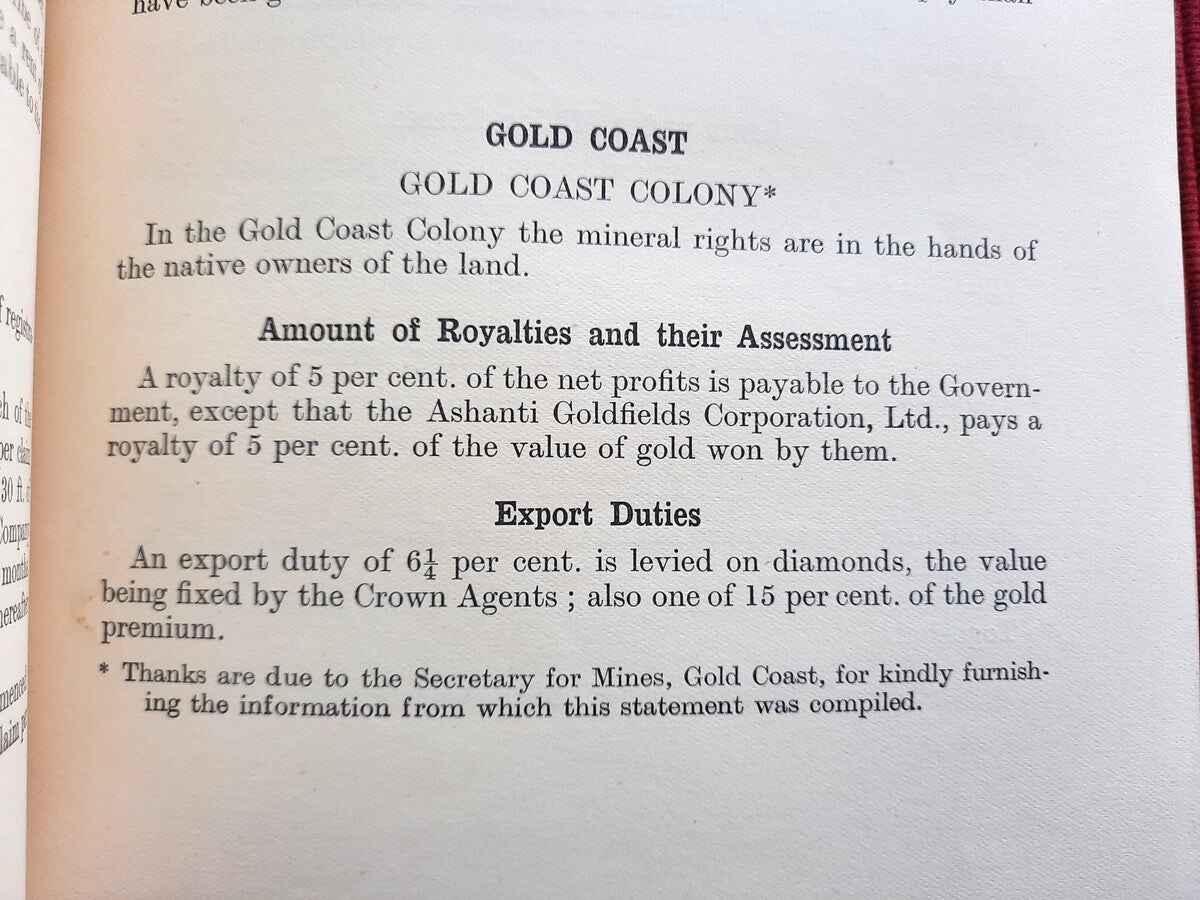 have been
GOLD COAST
GOLD COAST COLONY*
In the Gold Coast Colony the mineral rights are in the hands of
the native owners of the land.
Amount of Royalties and their Assessment
A royalty of 5 per cent. of the net profits is payable to the Govern-
ment, except that the Ashanti Goldfields Corporation, Ltd., pays a
royalty of 5 per cent. of the value of gold won by them.
Export Duties
An export duty of 6¼ per cent. is levied on diamonds, the value
being fixed by the Crown Agents ; also one of 15 per cent. of the gold
premium.
* Thanks are due to the Secretary for Mines, Gold Coast, for kindly furnish-
ing the information from which this statement was compiled.